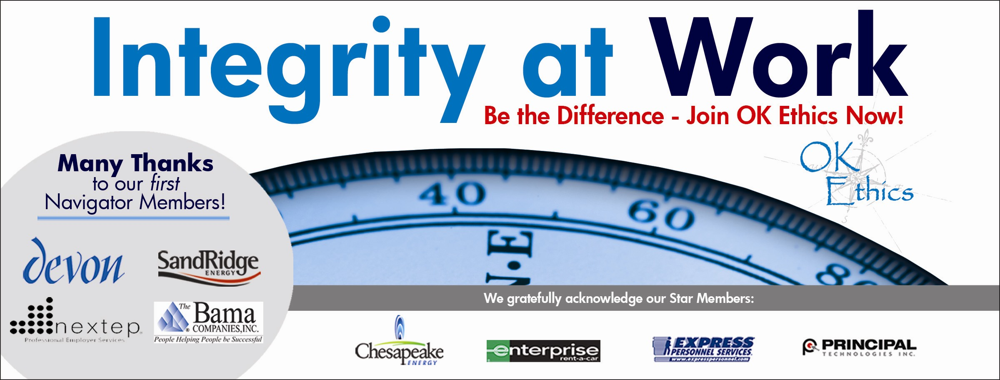 Integrity at Work
Be the Difference - Join OK Ethics Now!
OK
Ethics
W
E
S
Many Thanks
to our first
Navigator Members!
40
60
80
N·E
devon
SandRidge
ENERGY
nextep
Professional Employer Services
The
Bama
COMPANIES,INC.
People Helping People be Successful
We gratefully acknowledge our Star Members:
Chesapeake
ENERGY
enterprise
rent-a-car
EXPRESS
PERSONNEL SERVICES.
www.expresspersonnel.com
PRINCIPAL
TECHNOLOGIES INC.